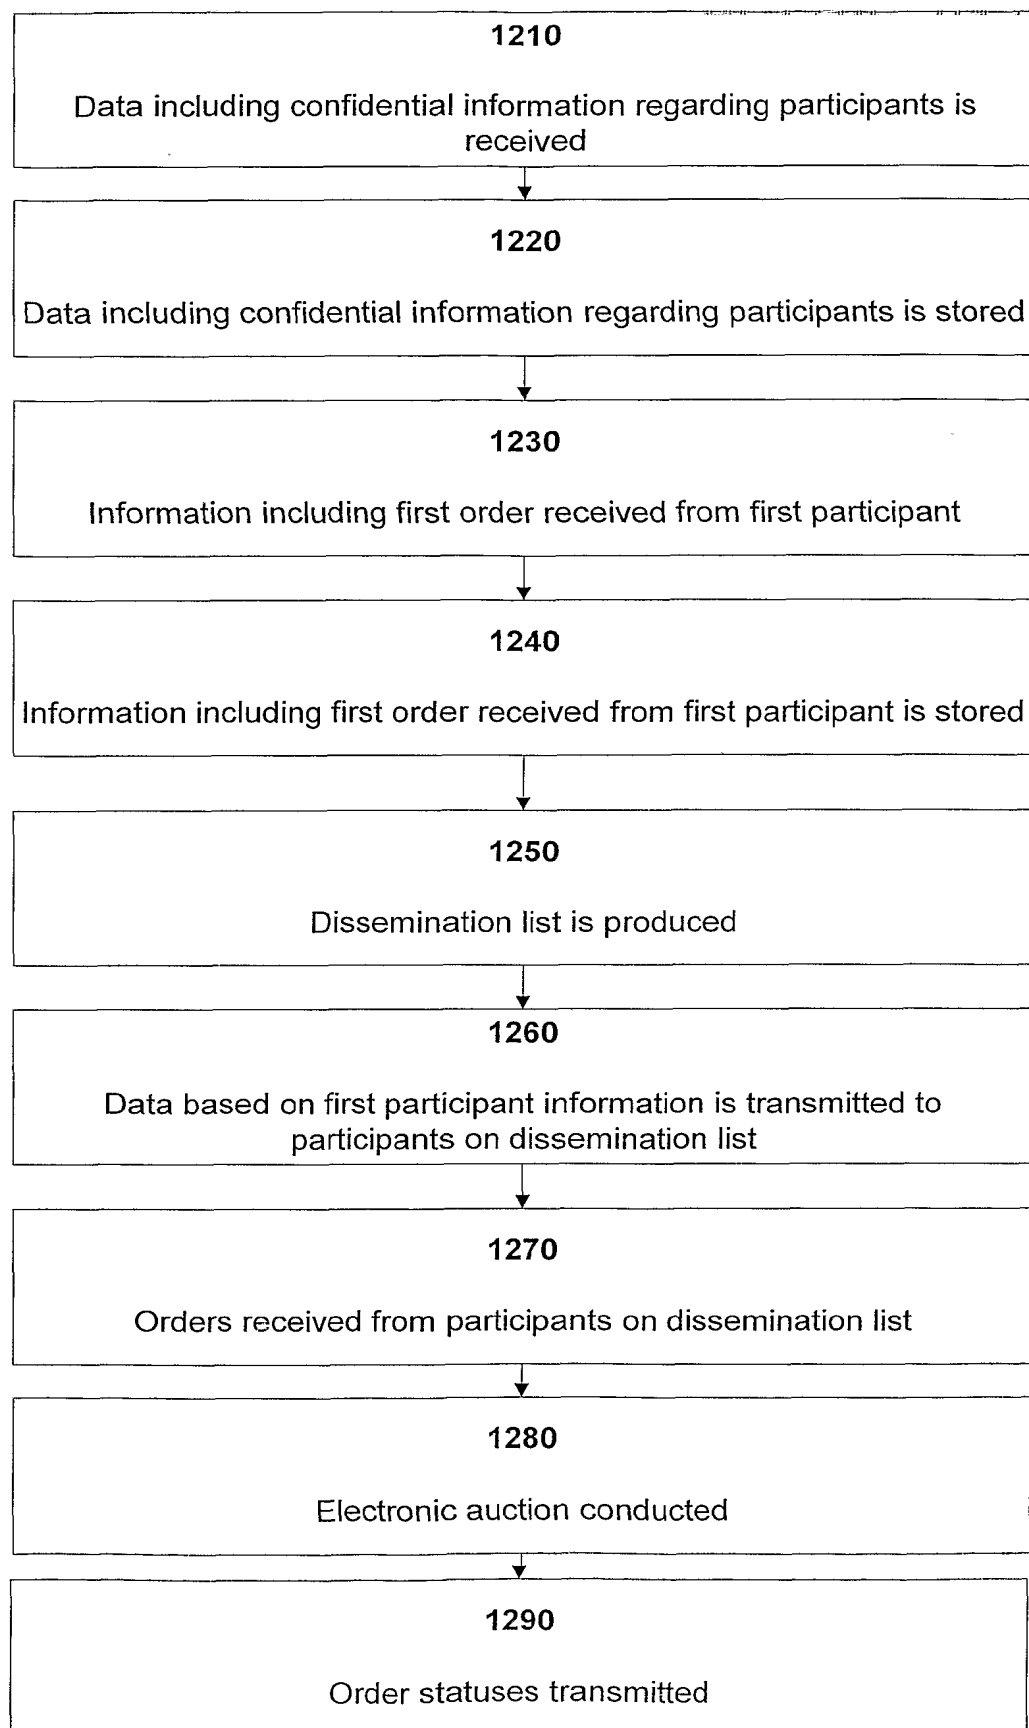 1210
Data including confidential information regarding participants is
received
1220
Data including confidential information regarding participants is stored
1230
Information including first order received from first participant
1240
Information including first order received from first participant is stored
1250
Dissemination list is produced
1260
Data based on first participant information is transmitted to
participants on dissemination list
1270
Orders received from participants on dissemination list
1280
Electronic auction conducted
1290
Order statuses transmitted